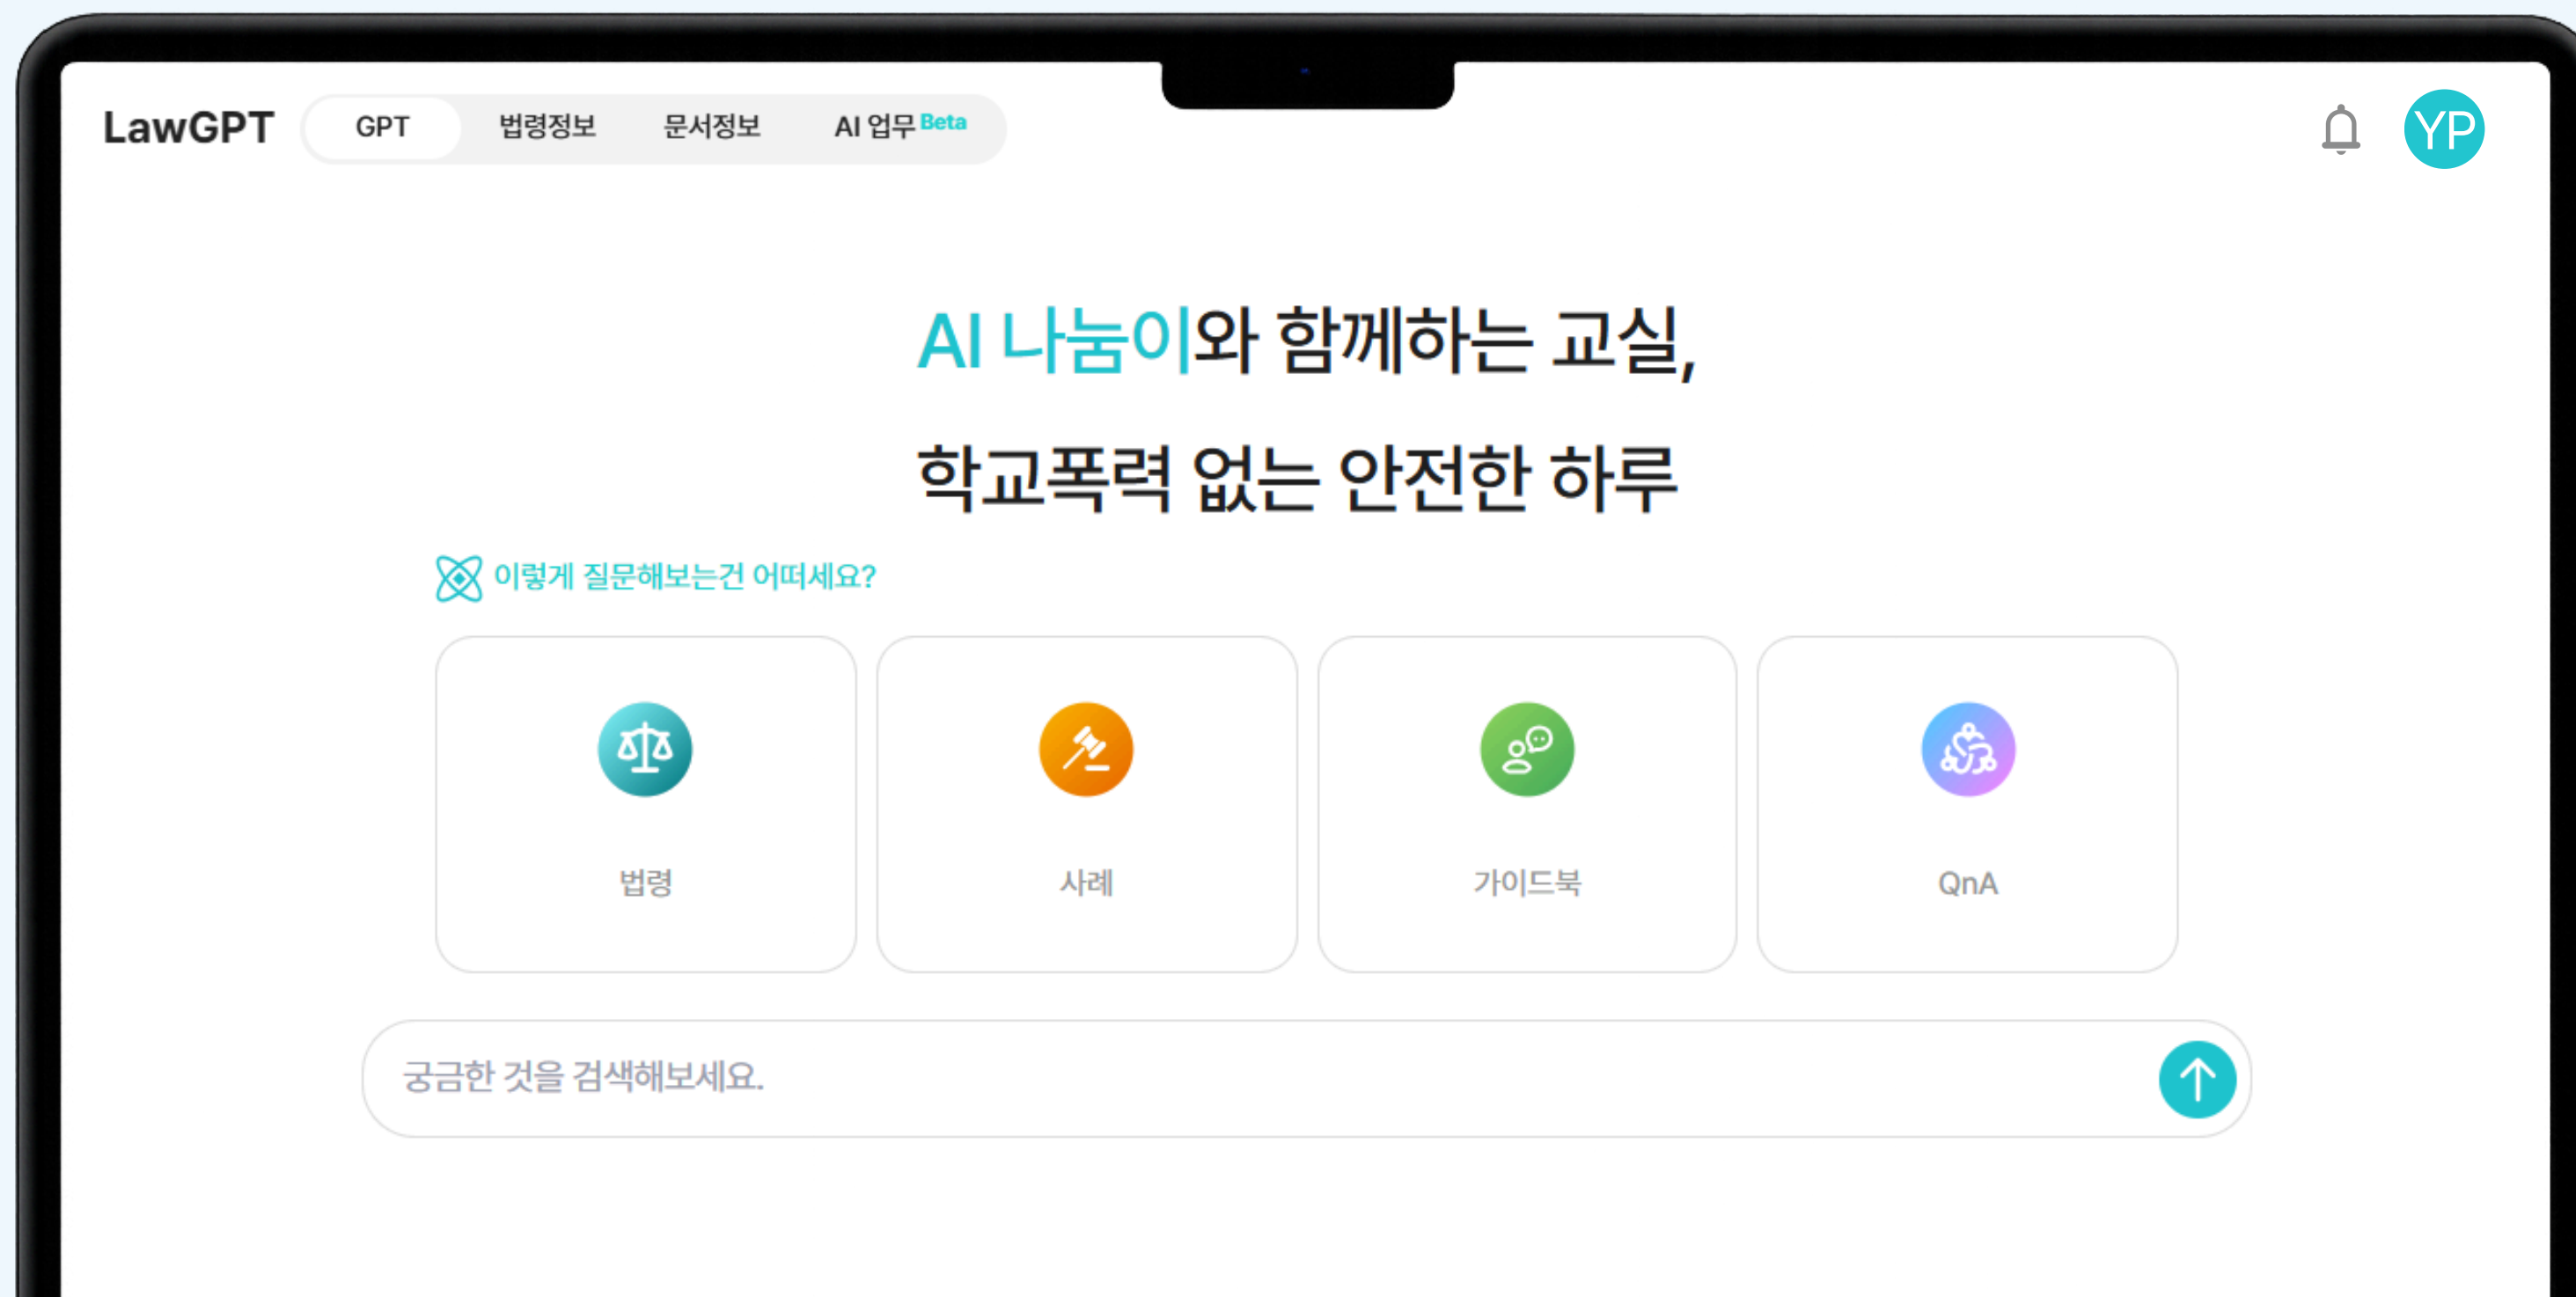 LawGPT GPT 법령정보 문서정보 AI 업무 Beta YP
AI 나눔이와 함께하는 교실,
학교폭력 없는 안전한 하루
이렇게 질문해보는건 어떠세요?
법령 사례 가이드북 QnA
궁금한 것을 검색해보세요.